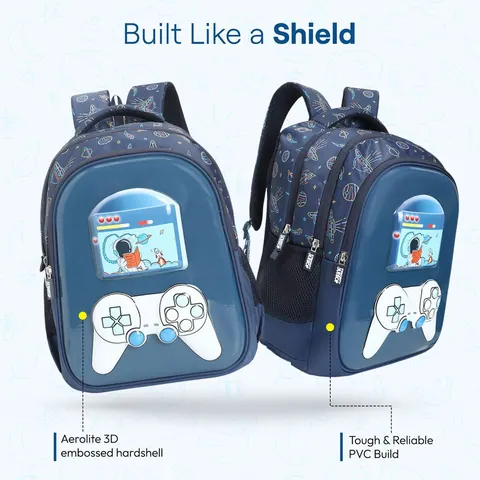 Built Like a Shield
Aerolite 3D
embossed hardshell
Tough & Reliable
PVC Build